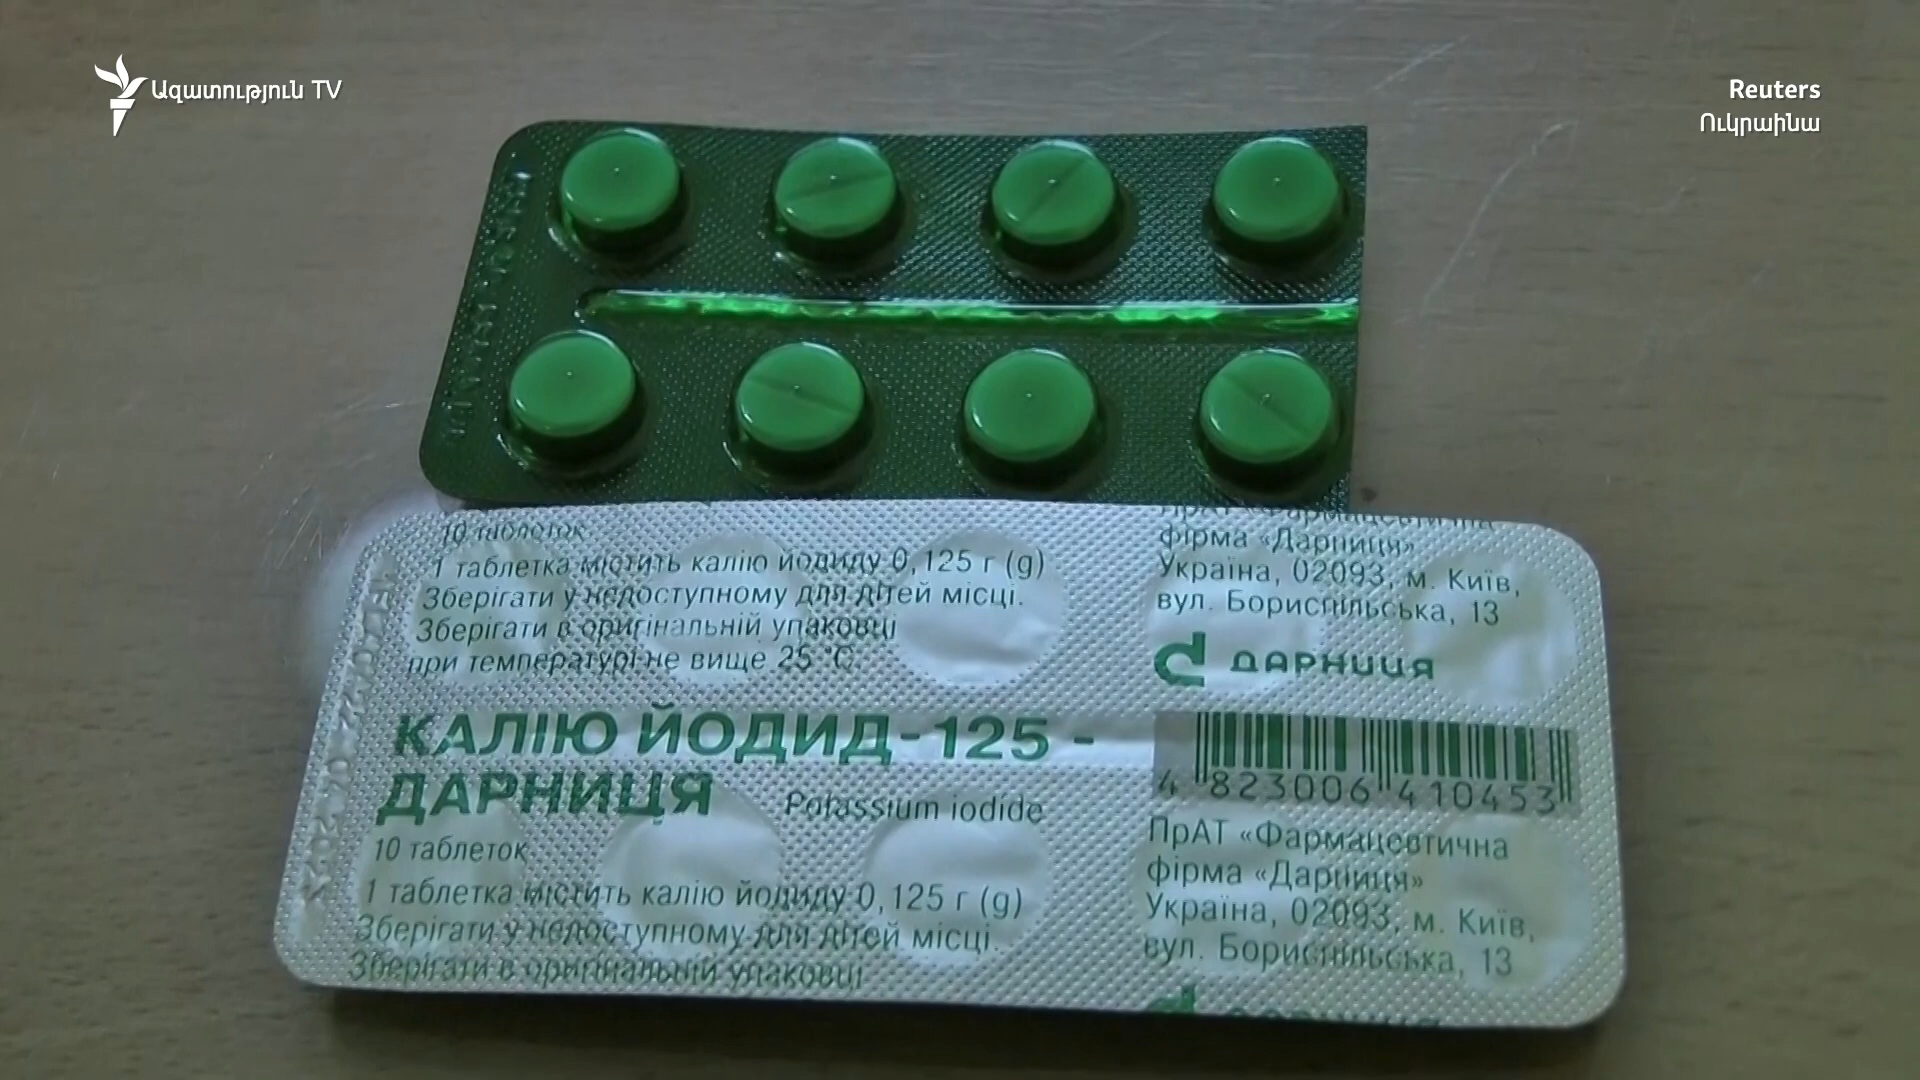 Ազատություն TV
Reuters
Ուկրաինա
10 таблеток
1 таблетка містить калію йодиду 0,125 г (g)
Зберігати у недоступному для дітей місці.
Зберігати в оригінальній упаковці
при температурі не вище 25 °C.
фірма «Дарниця»
Україна, 02093, м. Київ,
вул. Бориспільська, 13
ДАРНИЦЯ
КАЛІЮ ЙОДИД-125 -
ДАРНИЦЯ Potassium iodide
10 таблеток
1 таблетка містить калію йодиду 0,125 г (g)
Зберігати у недоступному для дітей місці.
Зберігати в оригінальній упаковці
4 823006 410453
ПрАТ «Фармацевтична
фірма «Дарниця»
Україна, 02093, м. Київ,
вул. Бориспільська, 13